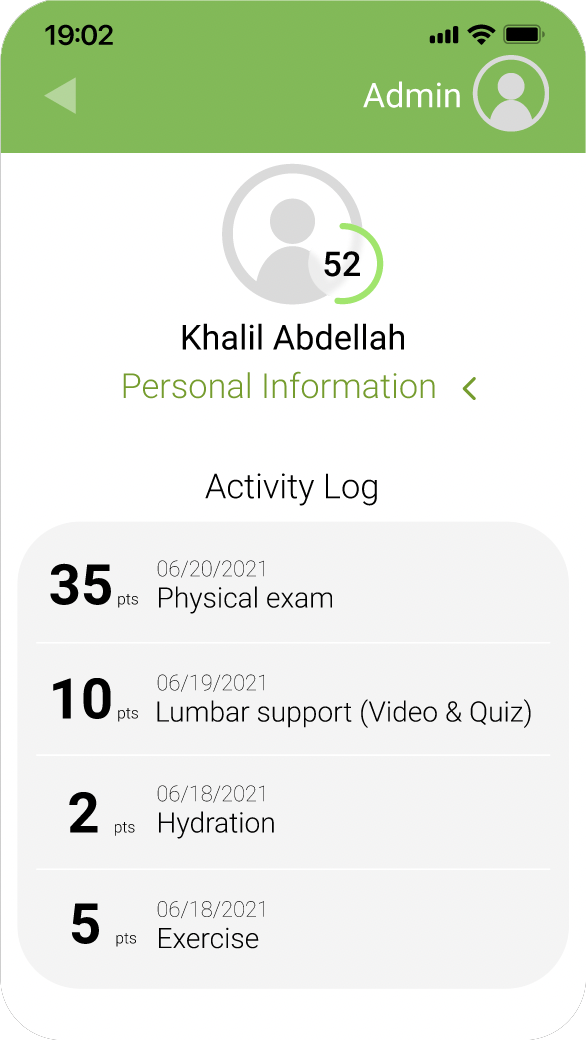 19:02
Admin
52
Khalil Abdellah
Personal Information
Activity Log
35 pts
06/20/2021
Physical exam
10 pts
06/19/2021
Lumbar support (Video & Quiz)
2 pts
06/18/2021
Hydration
5 pts
06/18/2021
Exercise